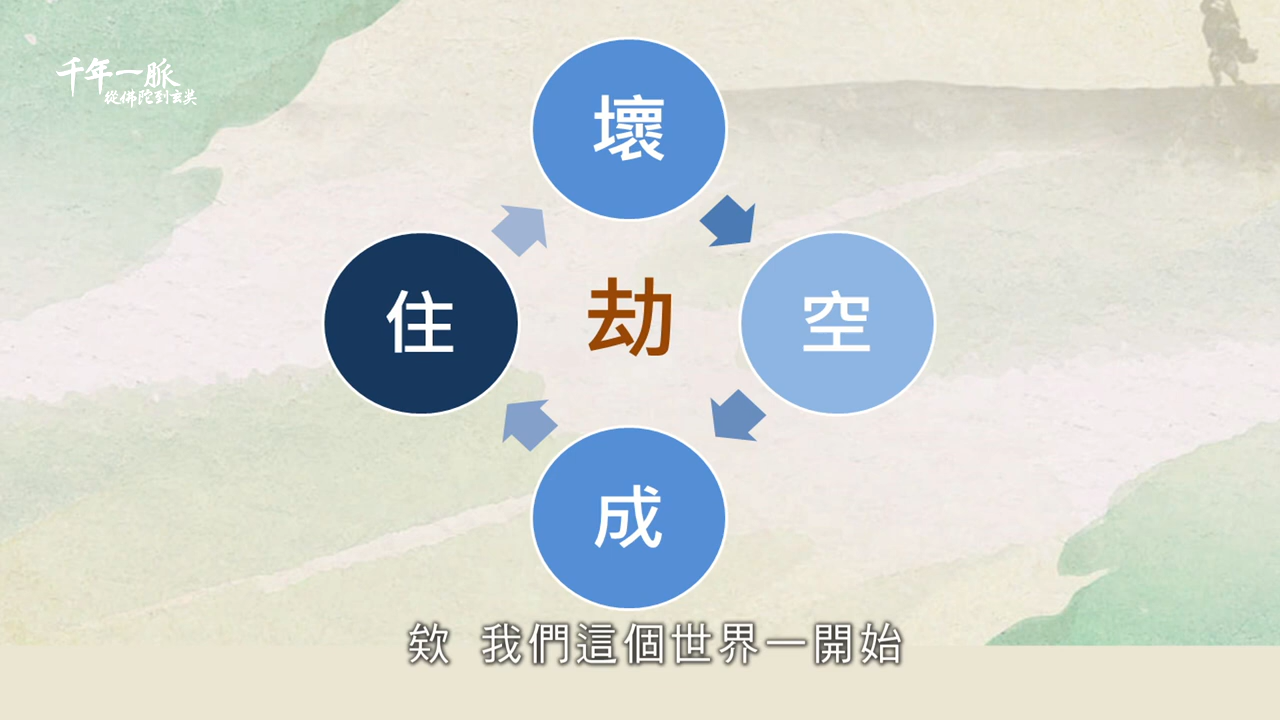 千年一脈
從佛陀到玄奘
壞
住
劫
空
成
欸 我們這個世界一開始